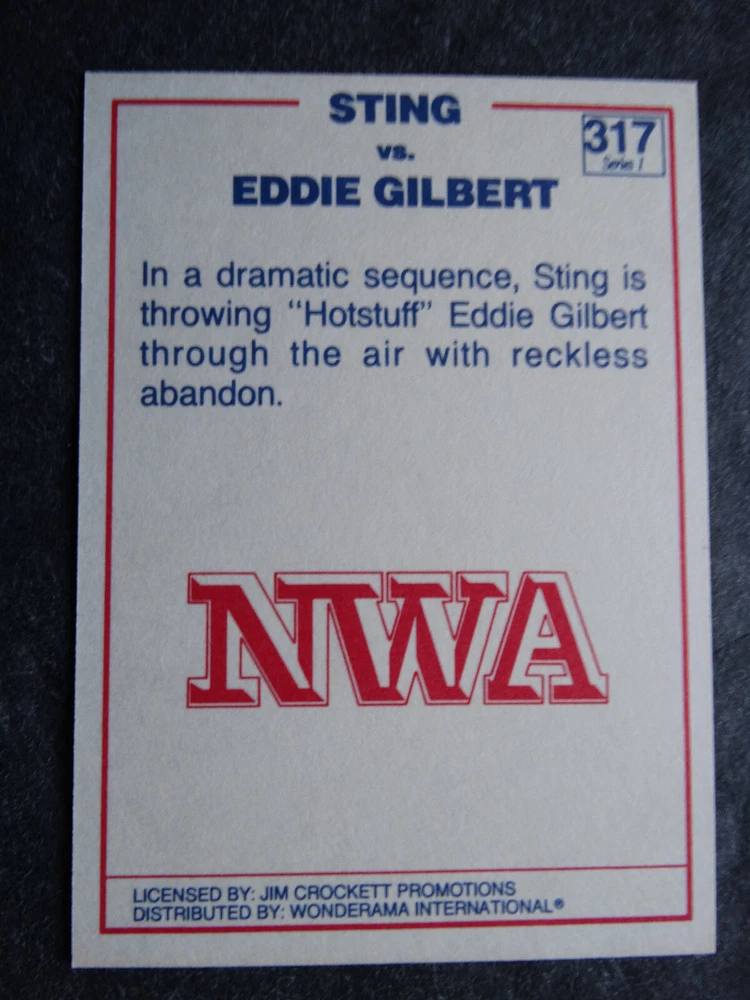 STING
317
Series 1
vs.
EDDIE GILBERT
In a dramatic sequence, Sting is
throwing "Hotstuff" Eddie Gilbert
through the air with reckless
abandon.
NWA
LICENSED BY: JIM CROCKETT PROMOTIONS
DISTRIBUTED BY: WONDERAMA INTERNATIONAL®